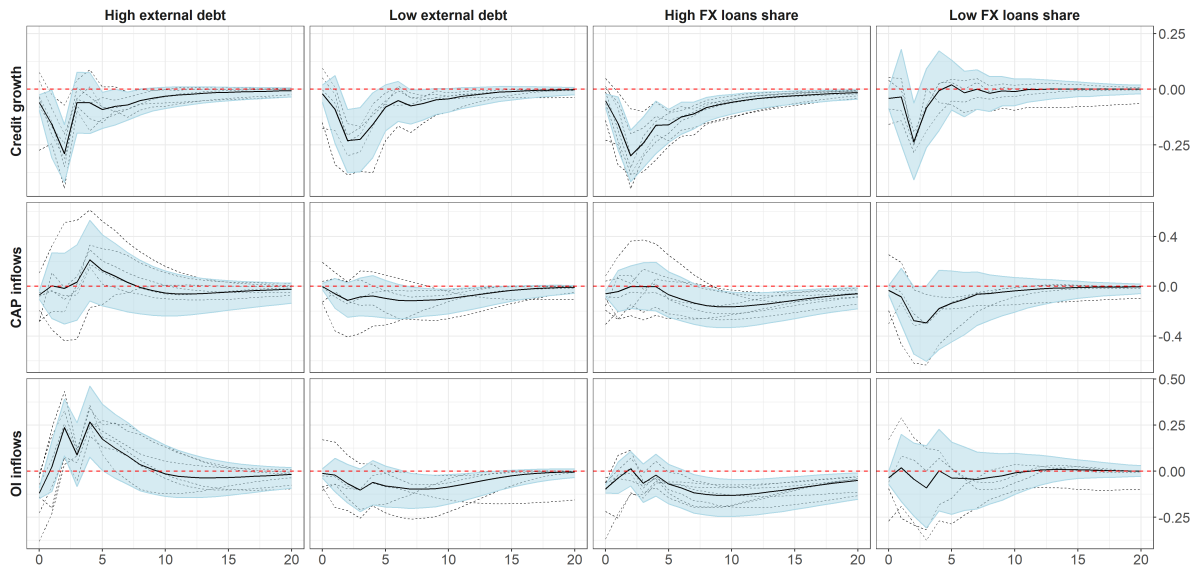 High external debt Low external debt High FX loans share Low FX loans share
Credit growth
0.25
0.00
-0.25
CAP inflows
0.4
0.0
-0.4
OI inflows
0.50
0.25
0.00
-0.25
0 5 10 15 20 0 5 10 15 20 0 5 10 15 20 0 5 10 15 20